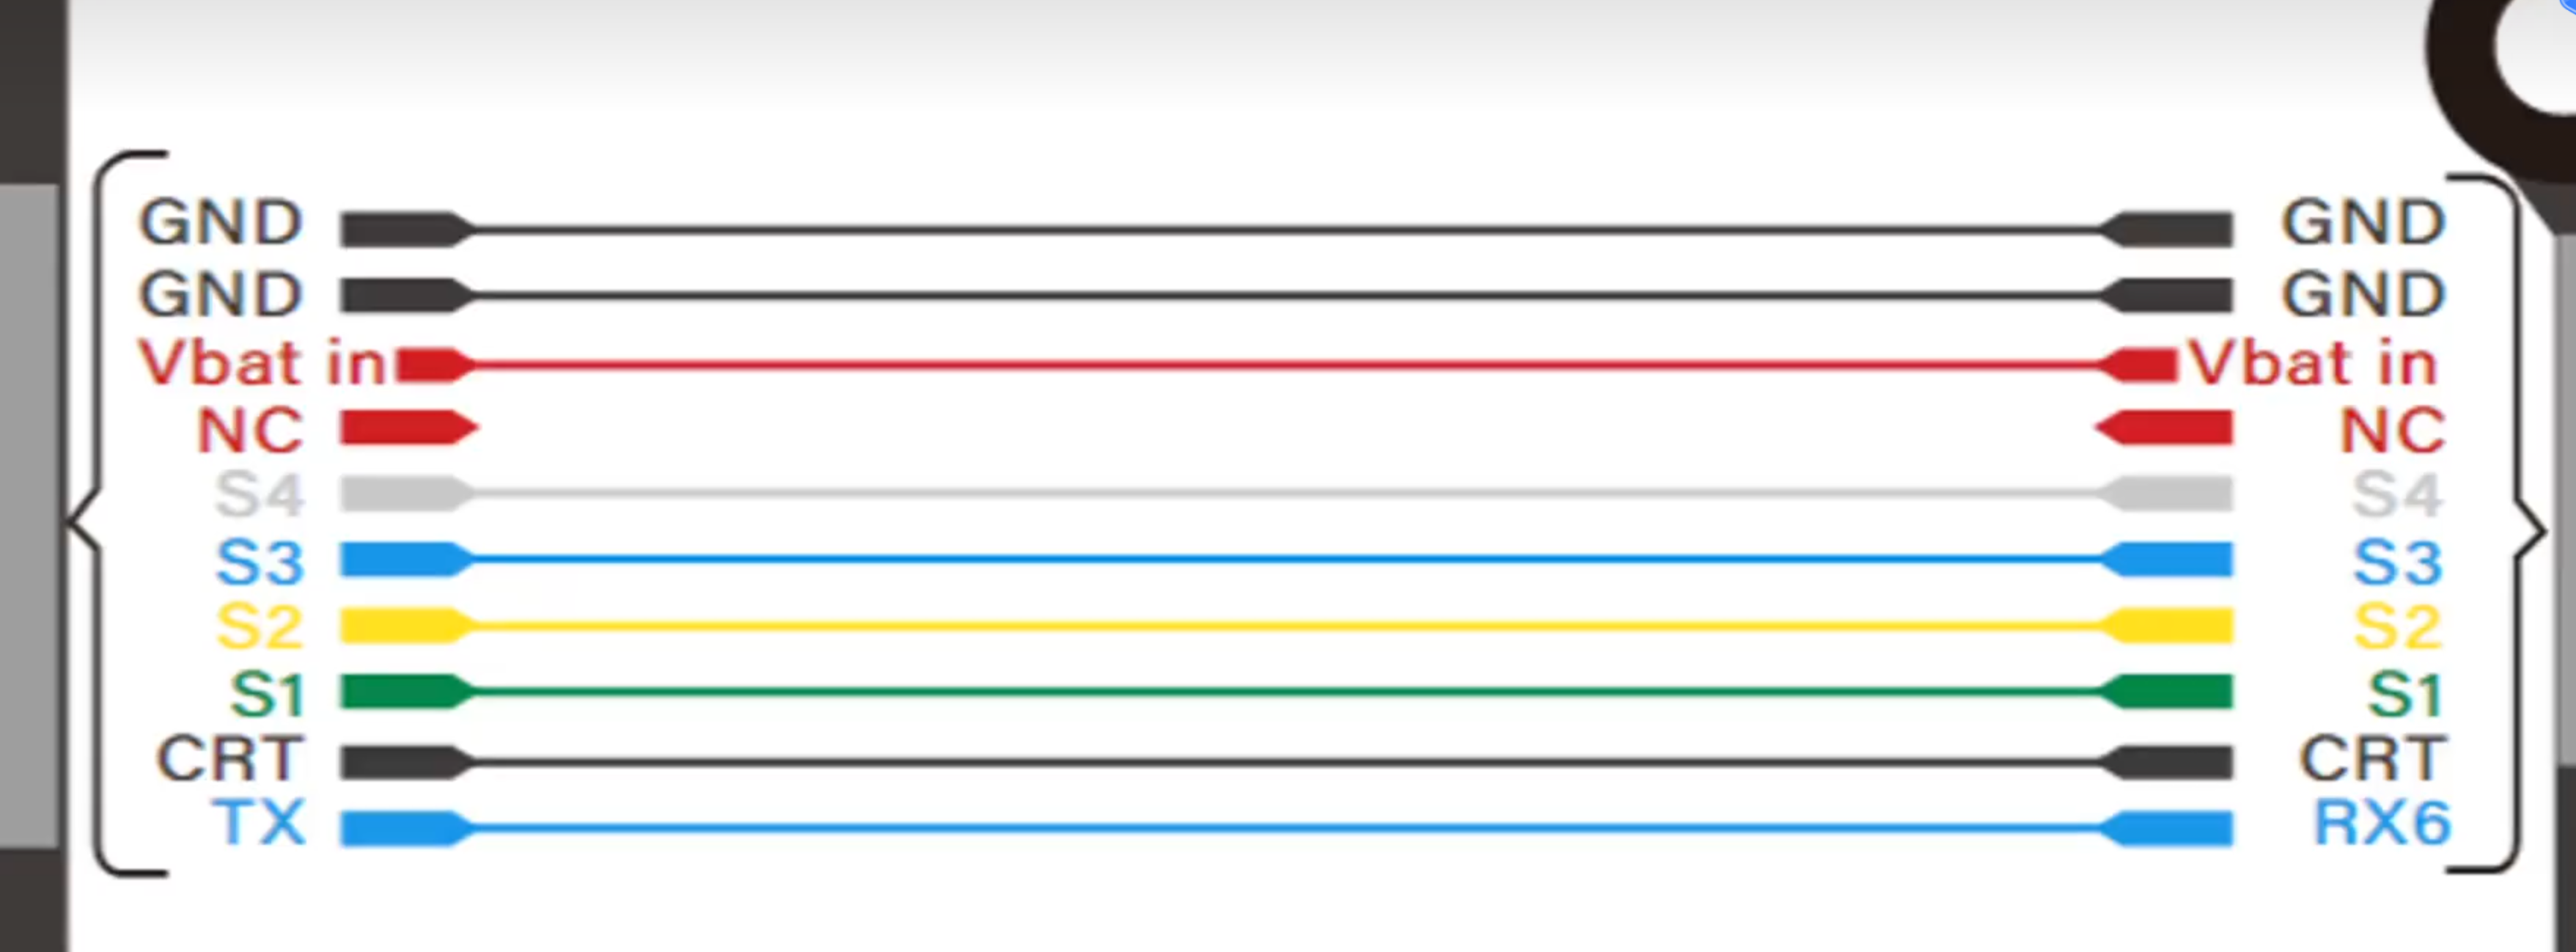 GND GND
GND GND
Vbat in Vbat in
NC NC
S4 S4
S3 S3
S2 S2
S1 S1
CRT CRT
TX RX6